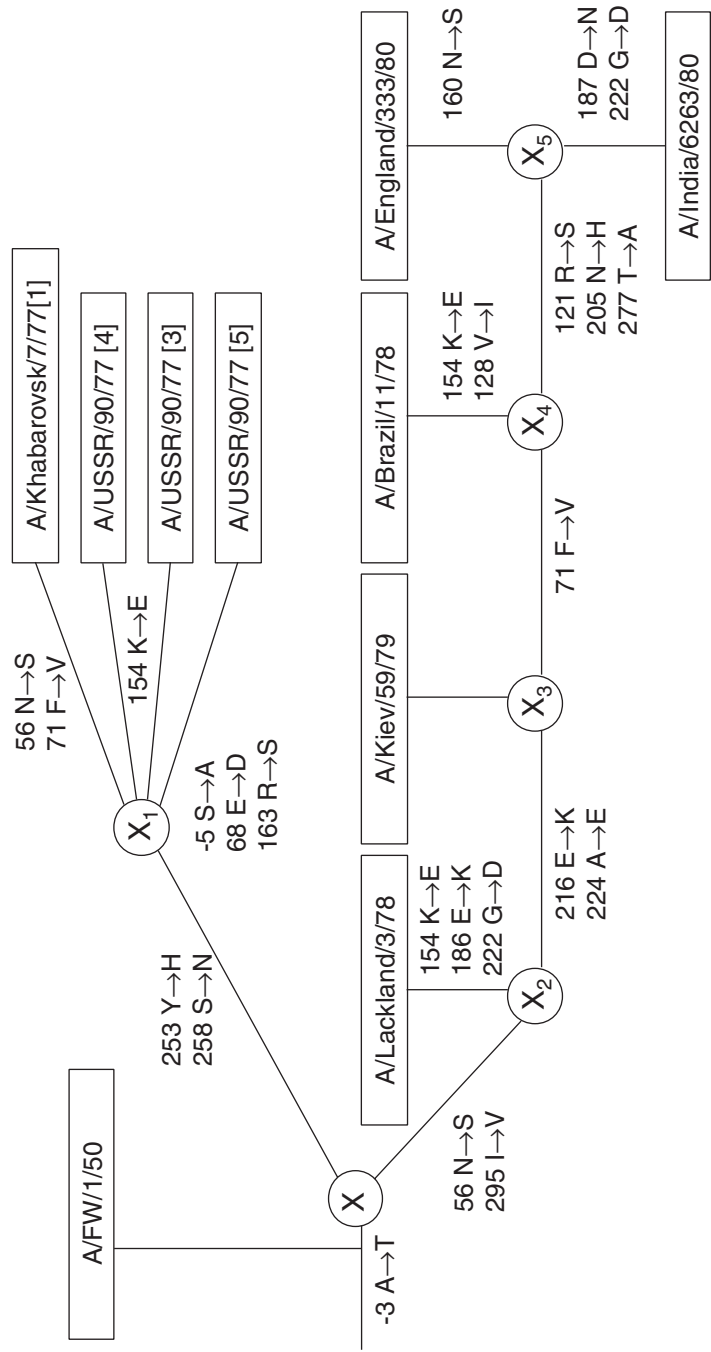 A/FW/1/50
-3 A→T
X
253 Y→H
258 S→N
X1
-5 S→A
68 E→D
163 R→S
56 N→S
71 F→V
154 K→E
A/Khabarovsk/7/77[1]
A/USSR/90/77 [4]
A/USSR/90/77 [3]
A/USSR/90/77 [5]
56 N→S
295 I→V
X2
A/Lackland/3/78
154 K→E
186 E→K
222 G→D
216 E→K
224 A→E
X3
A/Kiev/59/79
71 F→V
X4
A/Brazil/11/78
154 K→E
128 V→I
121 R→S
205 N→H
277 T→A
X5
A/England/333/80
160 N→S
187 D→N
222 G→D
A/India/6263/80